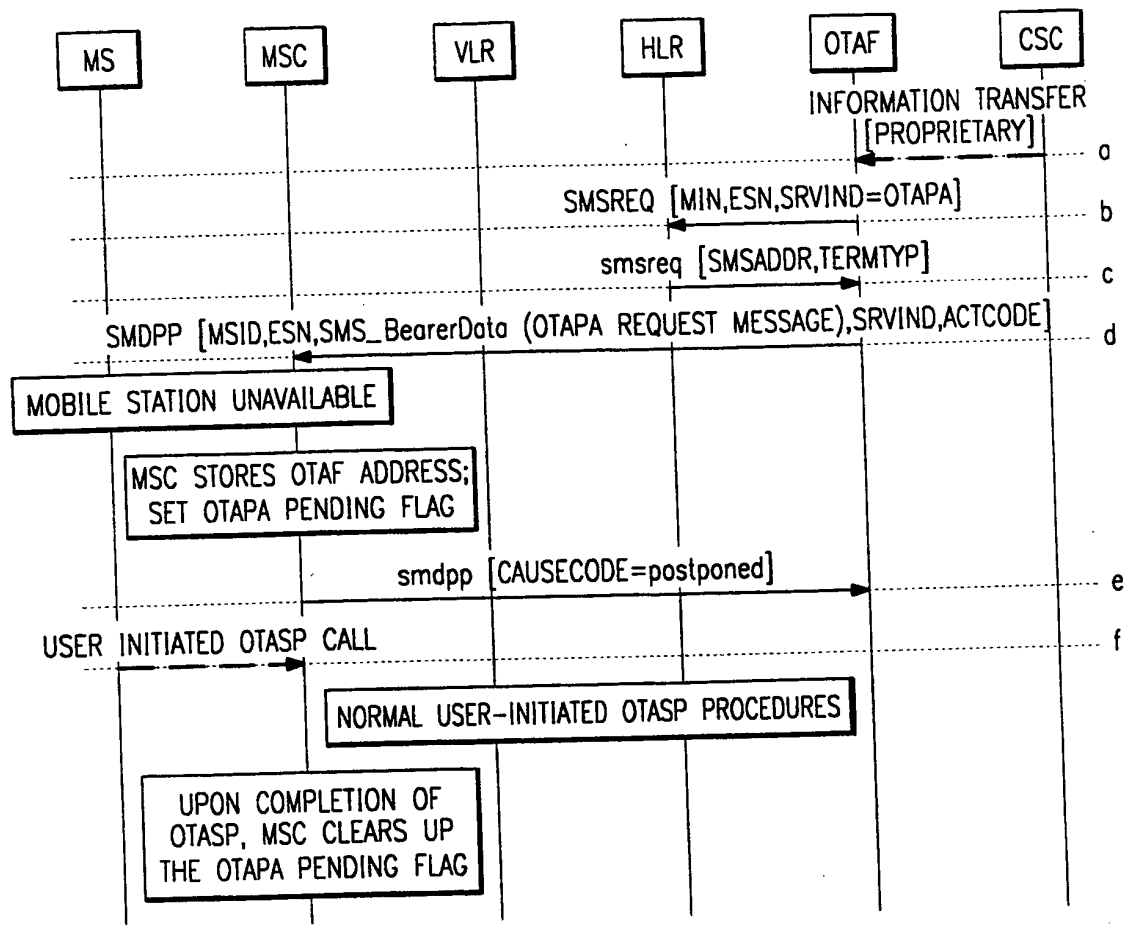 MS
MSC
VLR
HLR
OTAF
CSC
INFORMATION TRANSFER
[PROPRIETARY]
a
SMSREQ [MIN,ESN,SRVIND=OTAPA]
b
smsreq [SMSADDR,TERMTYP]
c
SMDPP [MSID,ESN,SMS_BearerData (OTAPA REQUEST MESSAGE),SRVIND,ACTCODE]
d
MOBILE STATION UNAVAILABLE
MSC STORES OTAF ADDRESS;
SET OTAPA PENDING FLAG
smdpp [CAUSECODE=postponed]
e
USER INITIATED OTASP CALL
f
NORMAL USER-INITIATED OTASP PROCEDURES
UPON COMPLETION OF
OTASP, MSC CLEARS UP
THE OTAPA PENDING FLAG